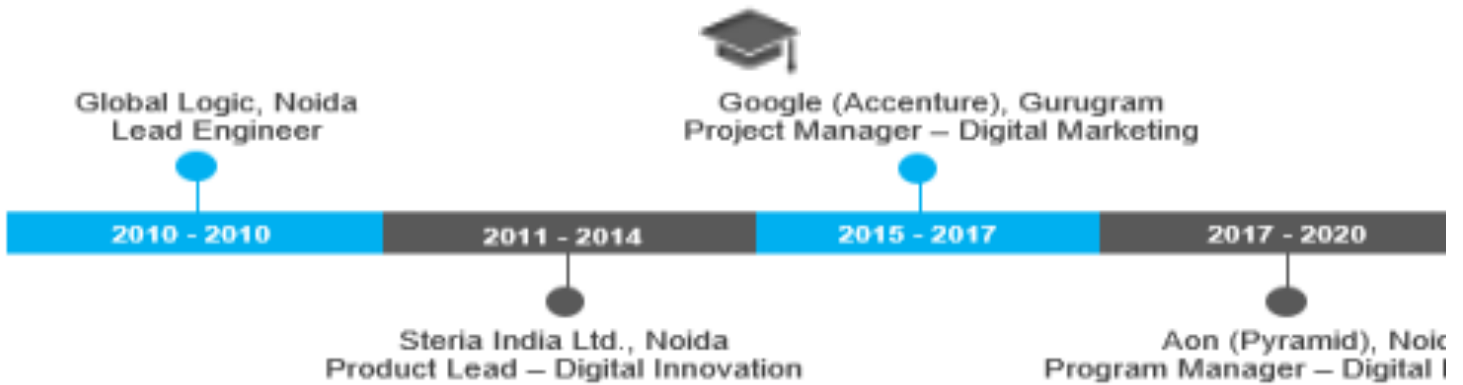 Global Logic, Noida
Lead Engineer
Google (Accenture), Gurugram
Project Manager – Digital Marketing
2010 - 2010
2011 - 2014
2015 - 2017
2017 - 2020
Steria India Ltd., Noida
Product Lead – Digital Innovation
Aon (Pyramid),
Program Manager – Digital